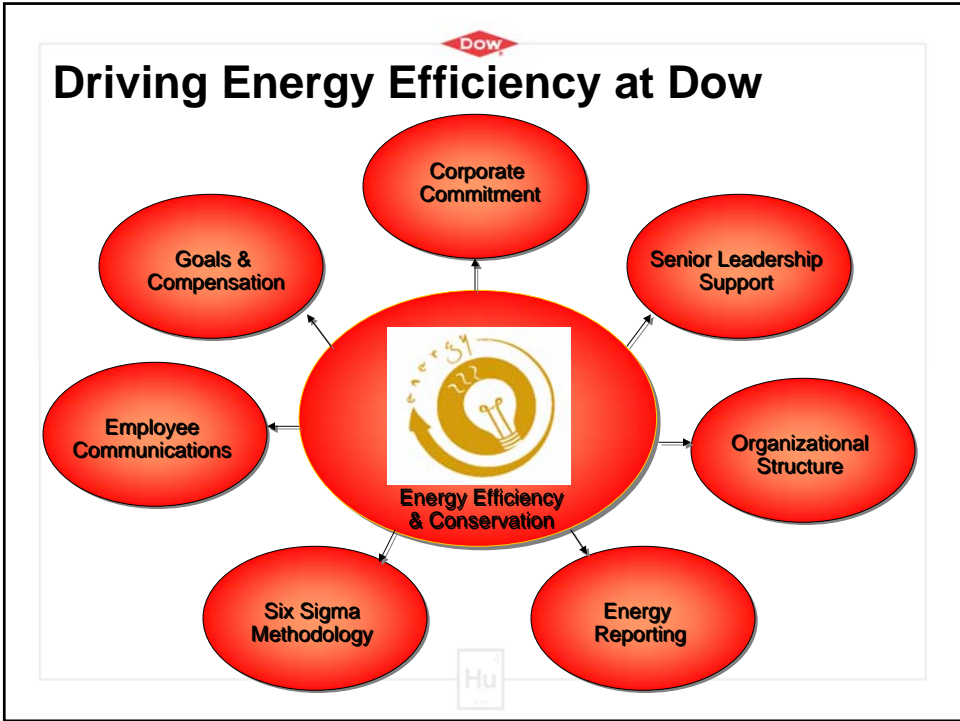 Dow
Driving Energy Efficiency at Dow
Corporate
Commitment
Goals &
Compensation
Senior Leadership
Support
energy
Employee
Communications
Organizational
Structure
Energy Efficiency
& Conservation
Six Sigma
Methodology
Energy
Reporting
Hu